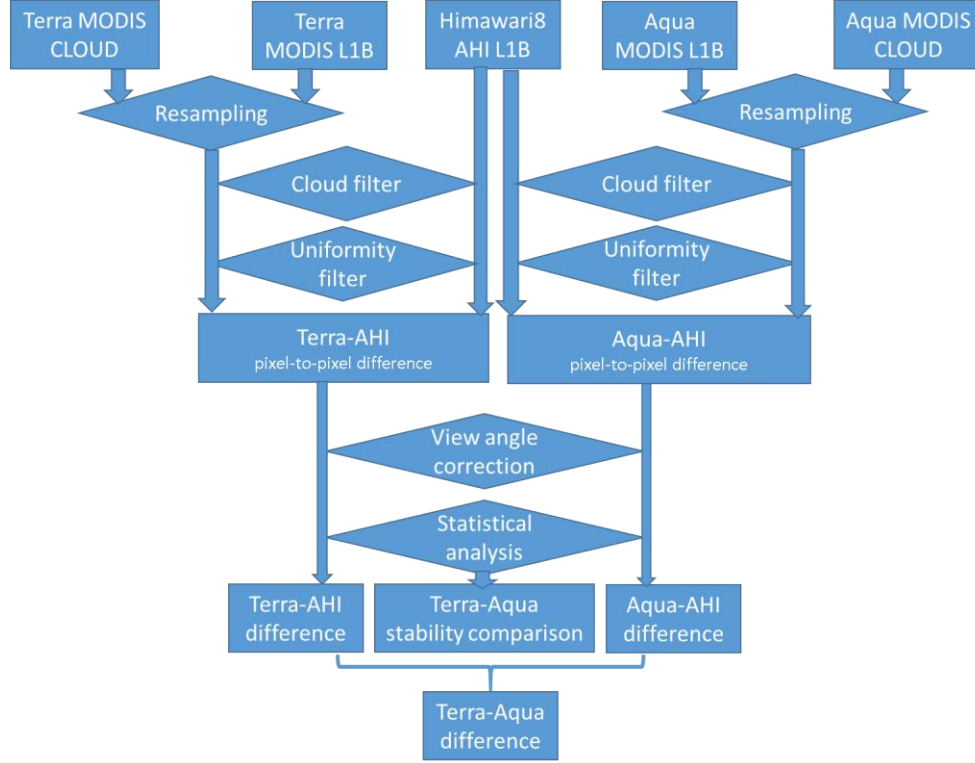 Terra MODIS
CLOUD
Terra
MODIS L1B
Himawari8
AHI L1B
Aqua
MODIS L1B
Aqua MODIS
CLOUD
Resampling
Resampling
Cloud filter
Cloud filter
Uniformity
filter
Uniformity
filter
Terra-AHI
pixel-to-pixel difference
Aqua-AHI
pixel-to-pixel difference
View angle
correction
Statistical
analysis
Terra-AHI
difference
Terra-Aqua
stability comparison
Aqua-AHI
difference
Terra-Aqua
difference